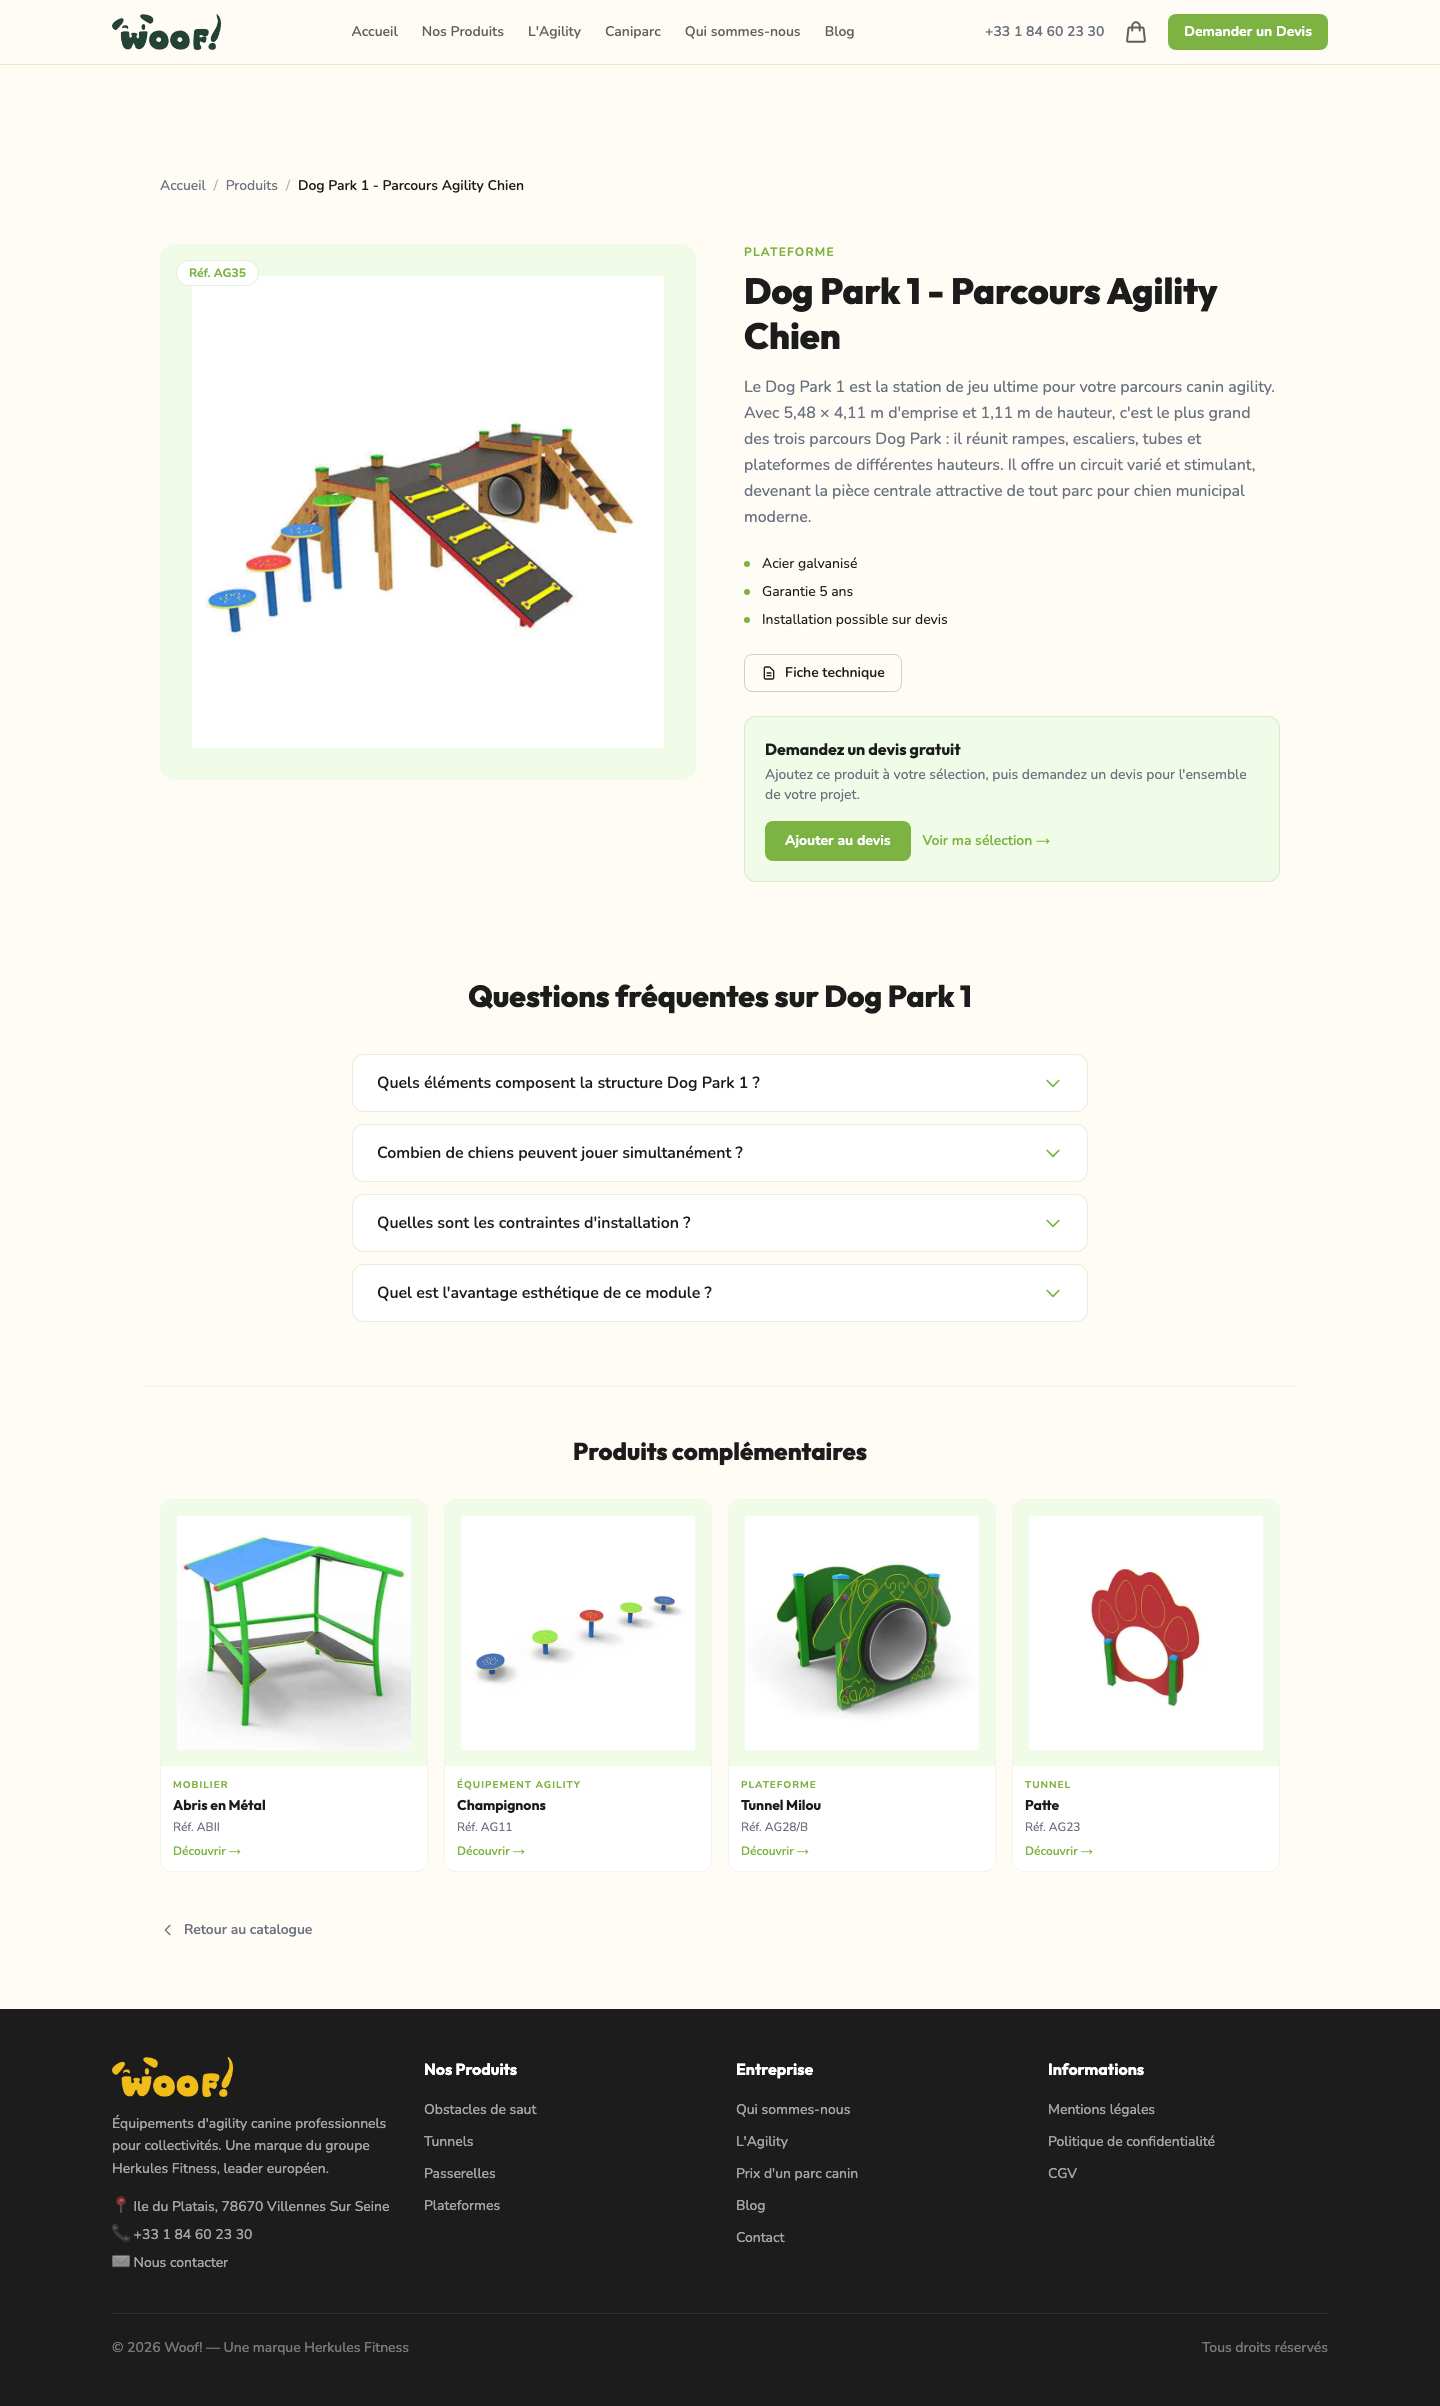 woof!
Accueil
Nos Produits
L'Agility
Caniparc
Qui sommes-nous
Blog
+33 1 84 60 23 30
Demander un Devis
Accueil / Produits / Dog Park 1 - Parcours Agility Chien
Réf. AG35
PLATEFORME
Dog Park 1 - Parcours Agility
Chien
Le Dog Park 1 est la station de jeu ultime pour votre parcours canin agility.
Avec 5,48 × 4,11 m d'emprise et 1,11 m de hauteur, c'est le plus grand
des trois parcours Dog Park : il réunit rampes, escaliers, tubes et
plateformes de différentes hauteurs. Il offre un circuit varié et stimulant,
devenant la pièce centrale attractive de tout parc pour chien municipal
moderne.
Acier galvanisé
Garantie 5 ans
Installation possible sur devis
Fiche technique
Demandez un devis gratuit
Ajoutez ce produit à votre sélection, puis demandez un devis pour l'ensemble
de votre projet.
Ajouter au devis
Voir ma sélection →
Questions fréquentes sur Dog Park 1
Quels éléments composent la structure Dog Park 1 ?
Combien de chiens peuvent jouer simultanément ?
Quelles sont les contraintes d'installation ?
Quel est l'avantage esthétique de ce module ?
Produits complémentaires
MOBILIER
Abris en Métal
Réf. ABII
Découvrir →
ÉQUIPEMENT AGILITY
Champignons
Réf. AG11
Découvrir →
PLATEFORME
Tunnel Milou
Réf. AG28/B
Découvrir →
TUNNEL
Patte
Réf. AG23
Découvrir →
Retour au catalogue
woof!
Équipements d'agility canine professionnels
pour collectivités. Une marque du groupe
Herkules Fitness, leader européen.
Ile du Platais, 78670 Villennes Sur Seine
+33 1 84 60 23 30
Nous contacter
Nos Produits
Obstacles de saut
Tunnels
Passerelles
Plateformes
Entreprise
Qui sommes-nous
L'Agility
Prix d'un parc canin
Blog
Contact
Informations
Mentions légales
Politique de confidentialité
CGV
© 2026 Woof! — Une marque Herkules Fitness
Tous droits réservés